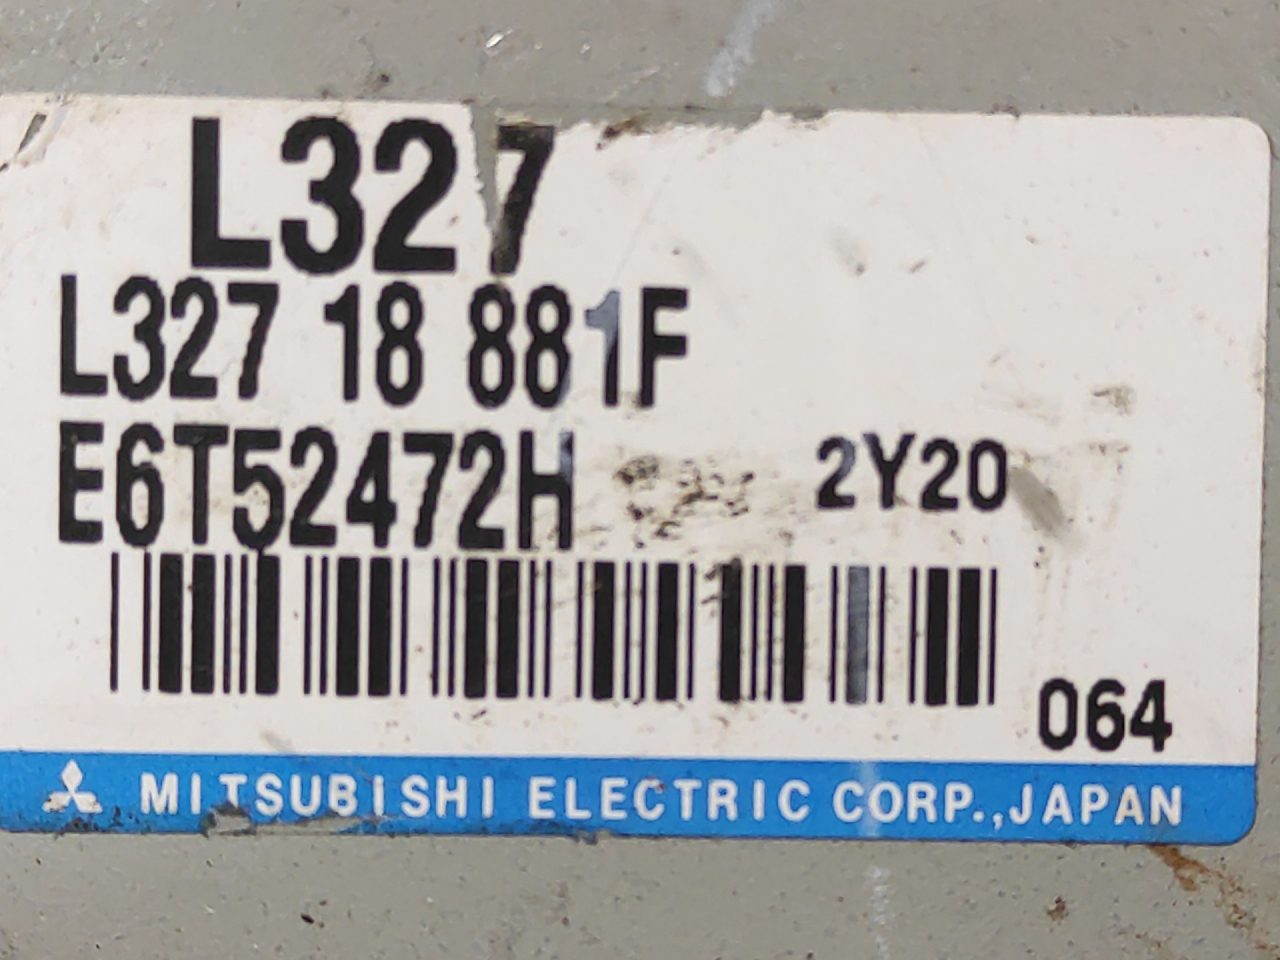 L327
L327 18 881F
E6T52472H 2Y20
064
MITSUBISHI ELECTRIC CORP.,JAPAN